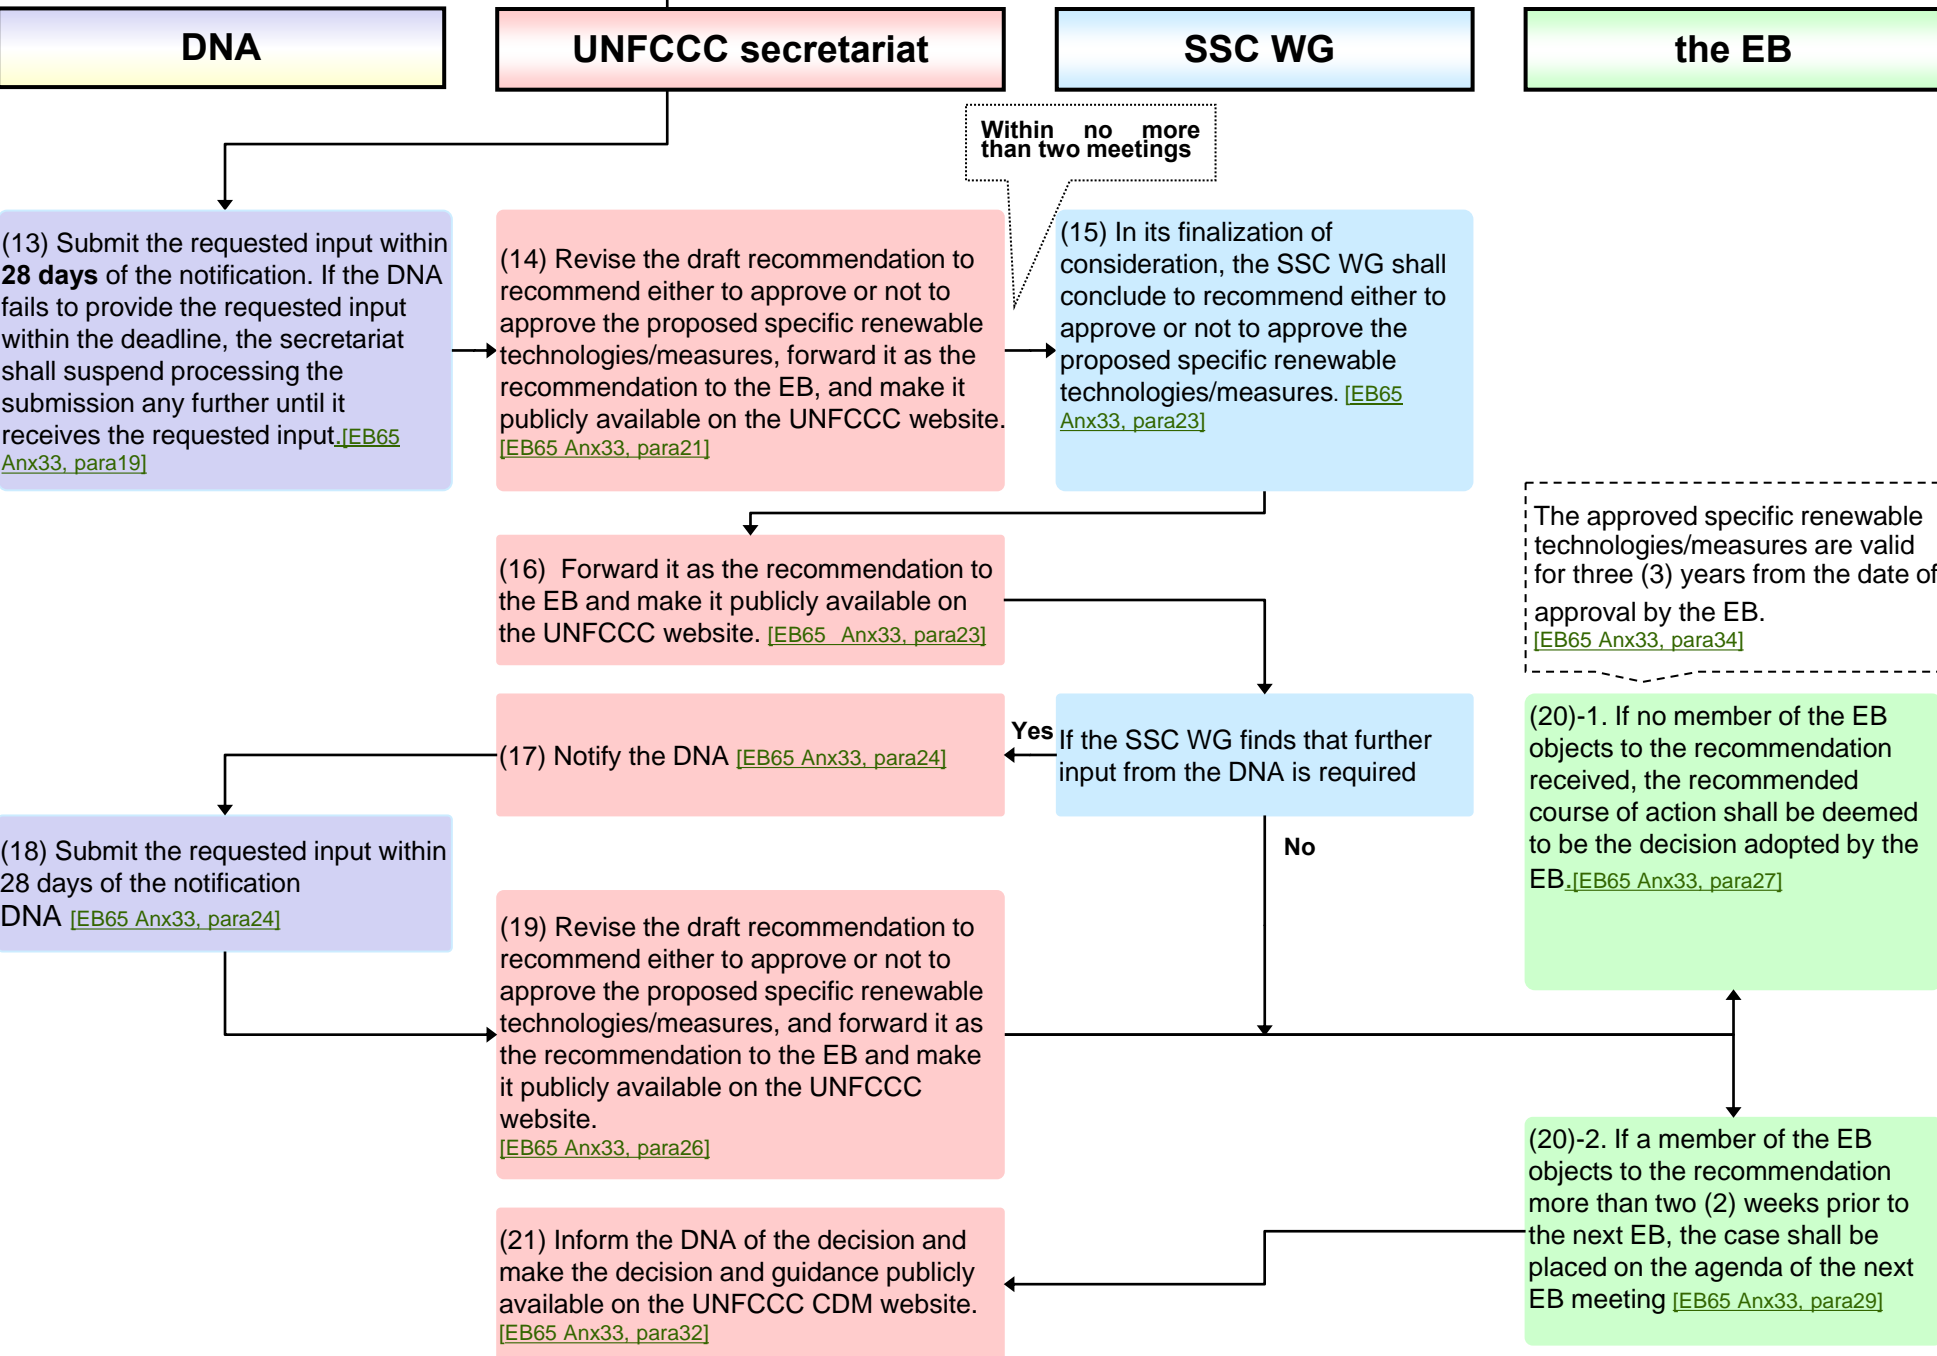 DNA
UNFCCC secretariat
SSC WG
the EB
Within no more
than two meetings
(13) Submit the requested input within
28 days of the notification. If the DNA
fails to provide the requested input
within the deadline, the secretariat
shall suspend processing the
submission any further until it
receives the requested input.[EB65
Anx33, para19]
(14) Revise the draft recommendation to
recommend either to approve or not to
approve the proposed specific renewable
technologies/measures, forward it as the
recommendation to the EB, and make it
publicly available on the UNFCCC website.
[EB65 Anx33, para21]
(15) In its finalization of
consideration, the SSC WG shall
conclude to recommend either to
approve or not to approve the
proposed specific renewable
technologies/measures. [EB65
Anx33, para23]
(16) Forward it as the recommendation to
the EB and make it publicly available on
the UNFCCC website. [EB65 Anx33, para23]
The approved specific renewable
technologies/measures are valid
for three (3) years from the date of
approval by the EB.
[EB65 Anx33, para34]
(17) Notify the DNA [EB65 Anx33, para24]
Yes
If the SSC WG finds that further
input from the DNA is required
No
(18) Submit the requested input within
28 days of the notification
DNA [EB65 Anx33, para24]
(19) Revise the draft recommendation to
recommend either to approve or not to
approve the proposed specific renewable
technologies/measures, and forward it as
the recommendation to the EB and make
it publicly available on the UNFCCC
website.
[EB65 Anx33, para26]
(20)-1. If no member of the EB
objects to the recommendation
received, the recommended
course of action shall be deemed
to be the decision adopted by the
EB.[EB65 Anx33, para27]
(20)-2. If a member of the EB
objects to the recommendation
more than two (2) weeks prior to
the next EB, the case shall be
placed on the agenda of the next
EB meeting [EB65 Anx33, para29]
(21) Inform the DNA of the decision and
make the decision and guidance publicly
available on the UNFCCC CDM website.
[EB65 Anx33, para32]